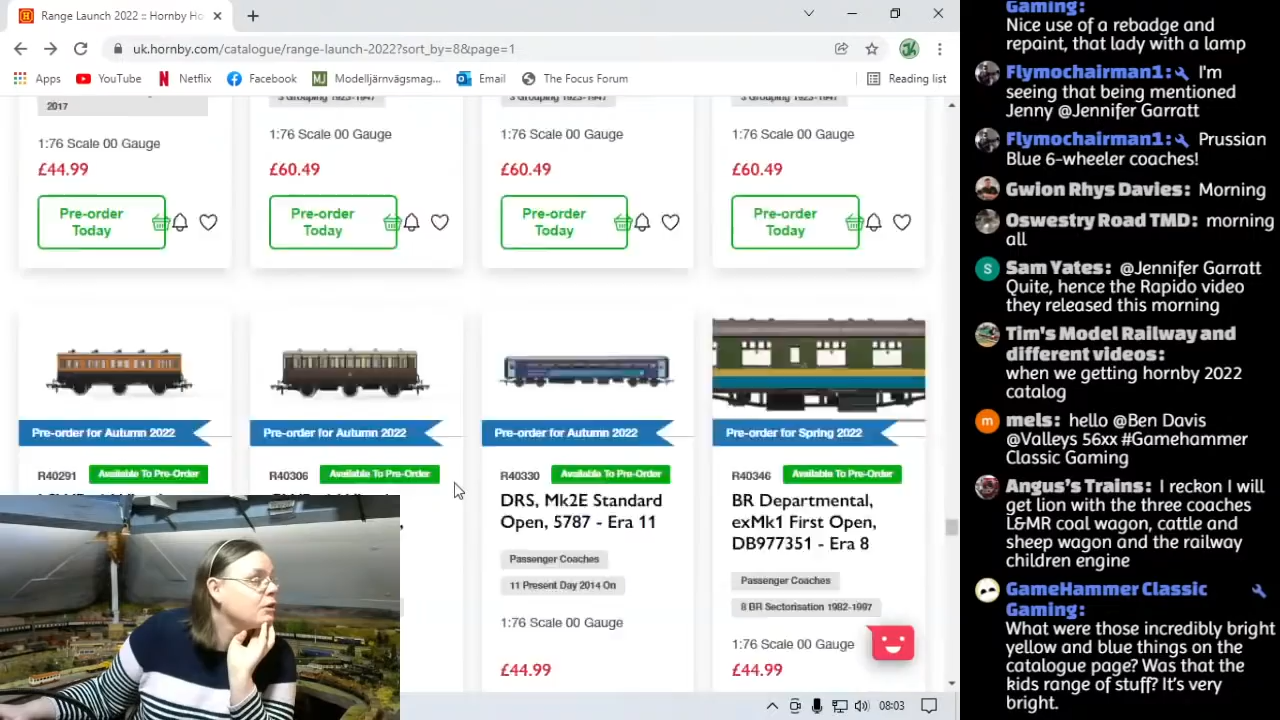 Range Launch 2022 :: Hornby Ho
uk.hornby.com/catalogue/range-launch-2022?sort_by=8&page=1
Apps YouTube Netflix Facebook Modelljärnvägsmag... Email The Focus Forum Reading list
2017
3 Grouping 1923-1947
3 Grouping 1923-1947
3 Grouping 1923-1947
1:76 Scale 00 Gauge
1:76 Scale 00 Gauge
1:76 Scale 00 Gauge
1:76 Scale 00 Gauge
£44.99
£60.49
£60.49
£60.49
Pre-order
Today
Pre-order
Today
Pre-order
Today
Pre-order
Today
Pre-order for Autumn 2022
R40291 Available To Pre-Order
Pre-order for Autumn 2022
R40306 Available To Pre-Order
Pre-order for Autumn 2022
R40330 Available To Pre-Order
DRS, Mk2E Standard
Open, 5787 - Era 11
Passenger Coaches
11 Present Day 2014 On
1:76 Scale 00 Gauge
£44.99
Pre-order for Spring 2022
R40346 Available To Pre-Order
BR Departmental,
exMk1 First Open,
DB977351 - Era 8
Passenger Coaches
8 BR Sectorisation 1982-1997
1:76 Scale 00 Gauge
£44.99
08:03
Gaming:
Nice use of a rebadge and
repaint, that lady with a lamp
Flymochairman1: I'm
seeing that being mentioned
Jenny @Jennifer Garratt
Flymochairman1: Prussian
Blue 6-wheeler coaches!
Gwion Rhys Davies: Morning
Oswestry Road TMD: morning
all
S
Sam Yates: @Jennifer Garratt
Quite, hence the Rapido video
they released this morning
Tim's Model Railway and
different videos:
when we getting hornby 2022
catalog
m
mels: hello @Ben Davis
@Valleys 56xx #Gamehammer
Classic Gaming
Angus's Trains: I reckon I will
get lion with the three coaches
L&MR coal wagon, cattle and
sheep wagon and the railway
children engine
GameHammer Classic
Gaming:
What were those incredibly bright
yellow and blue things on the
catalogue page? Was that the
kids range of stuff? It's very
bright.